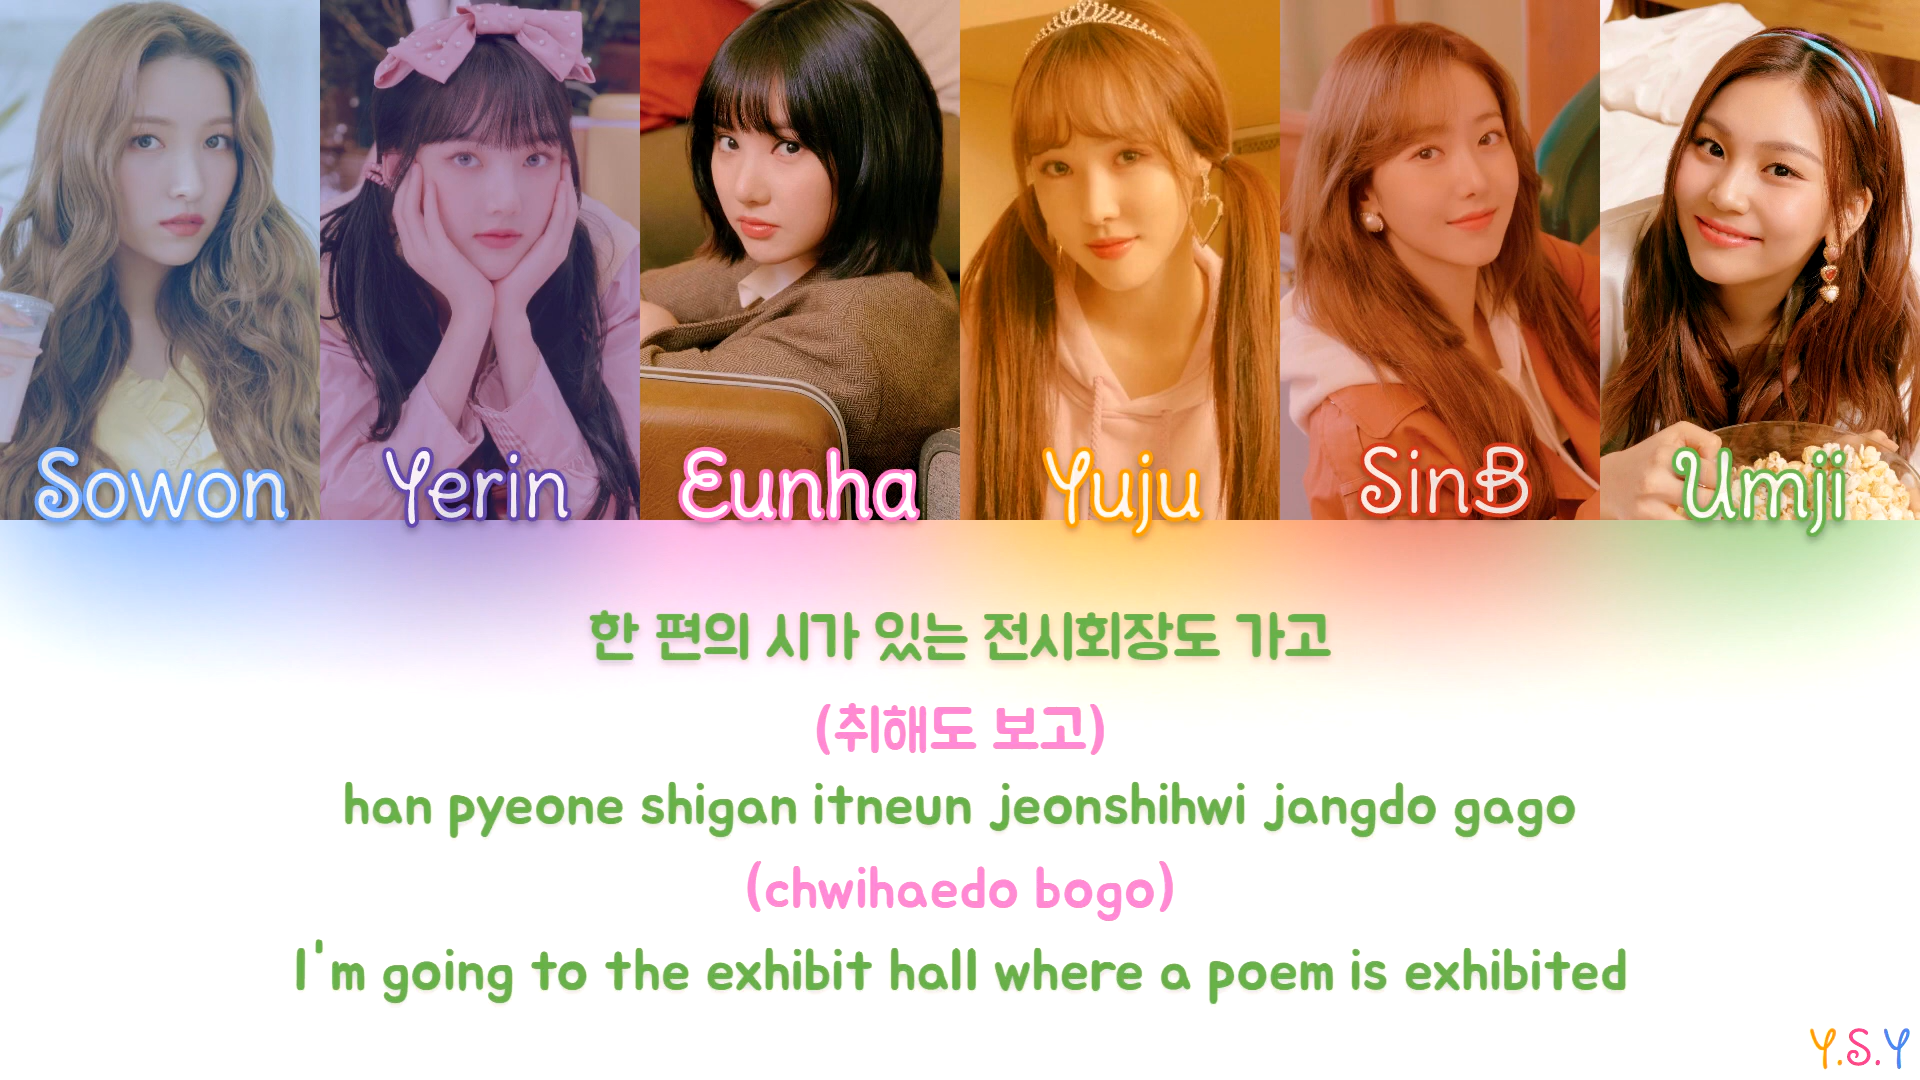 Sowon Yerin Eunha Yuju SinB Umji
한 편의 시가 있는 전시회장도 가고
(취해도 보고)
han pyeone shigan itneun jeonshihwi jangdo gago
(chwihaedo bogo)
I'm going to the exhibit hall where a poem is exhibited
Y.S.Y